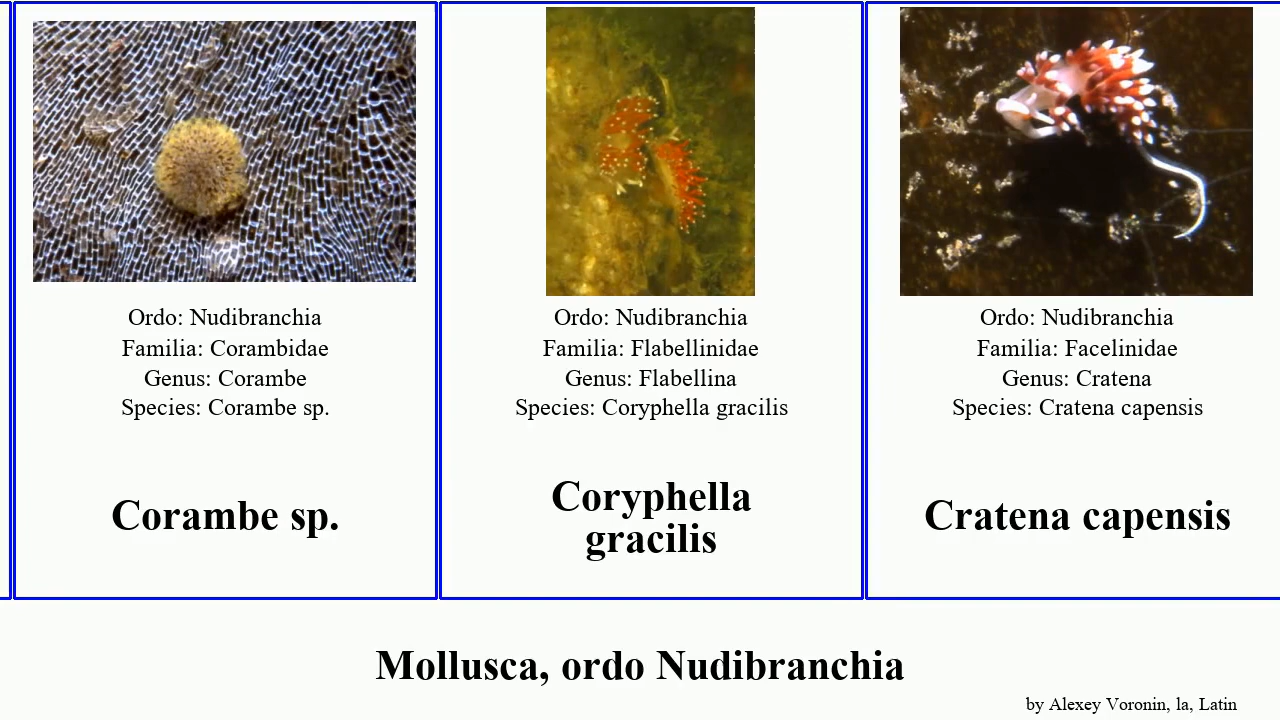 Ordo: Nudibranchia
Familia: Corambidae
Genus: Corambe
Species: Corambe sp.
Corambe sp.
Ordo: Nudibranchia
Familia: Flabellinidae
Genus: Flabellina
Species: Coryphella gracilis
Coryphella
gracilis
Ordo: Nudibranchia
Familia: Facelinidae
Genus: Cratena
Species: Cratena capensis
Cratena capensis
Mollusca, ordo Nudibranchia
by Alexey Voronin, la, Latin